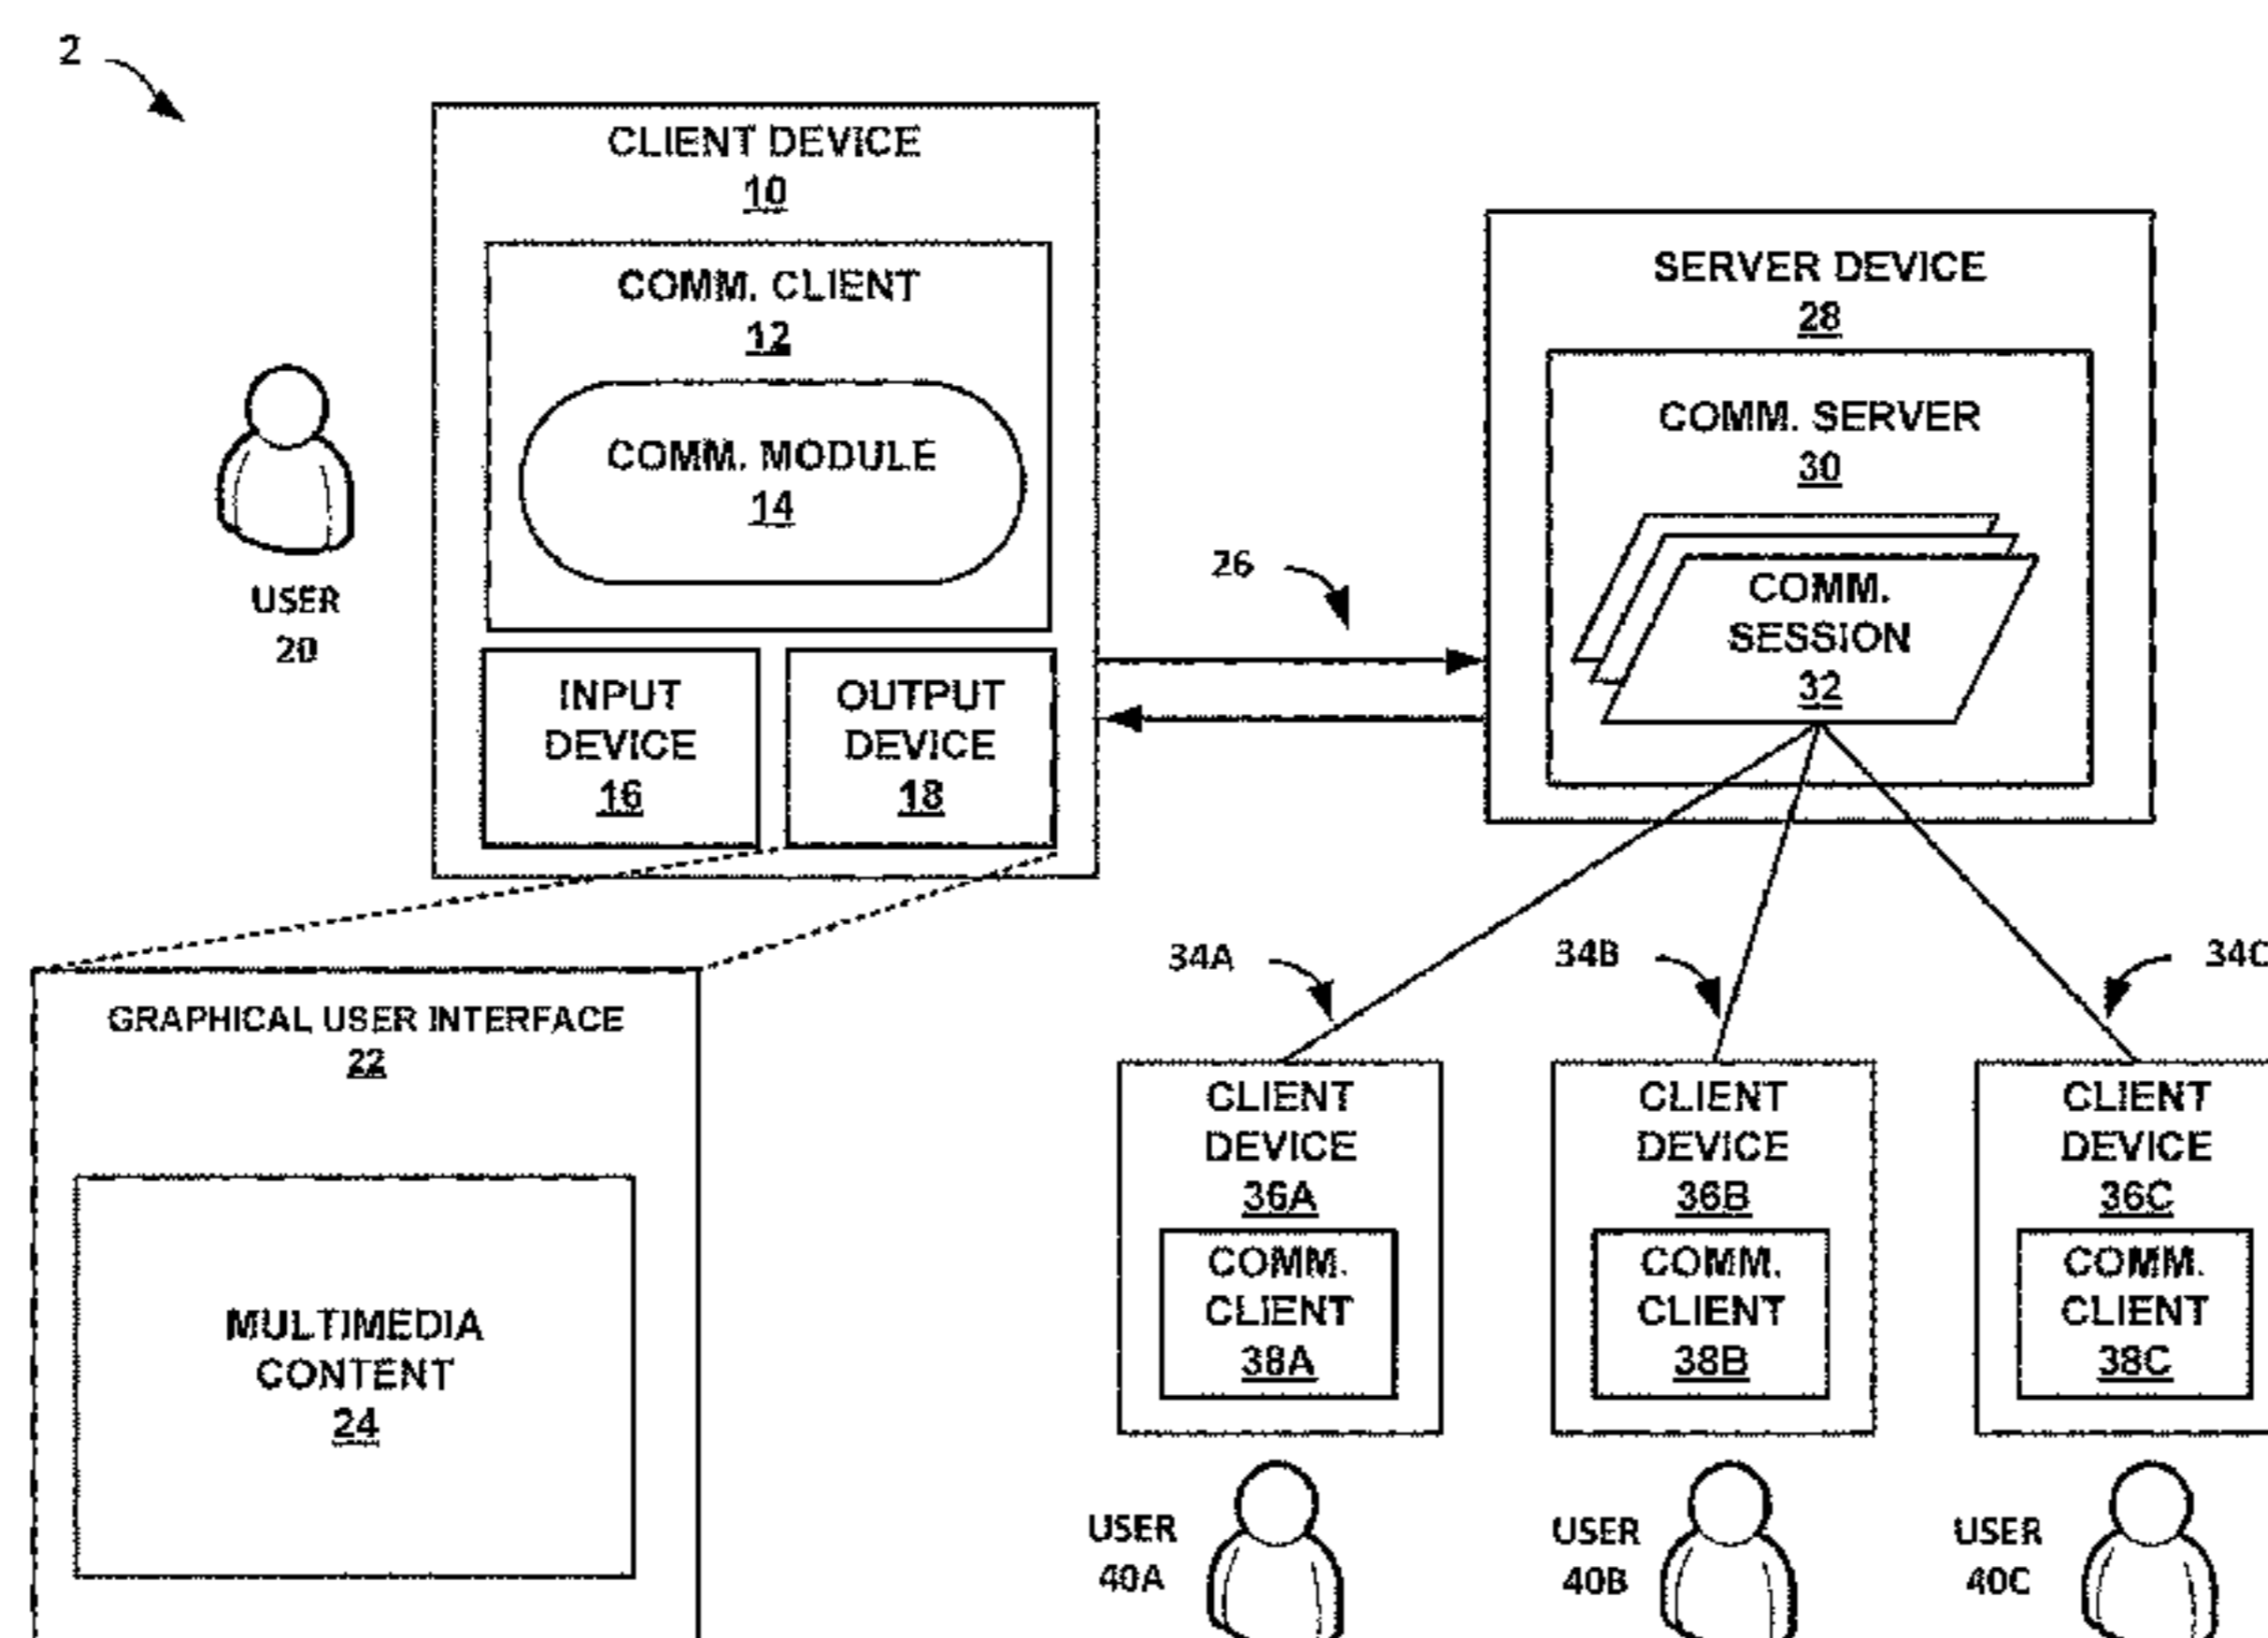 2
CLIENT DEVICE
10
COMM. CLIENT
12
COMM. MODULE
14
INPUT
DEVICE
16
OUTPUT
DEVICE
18
USER
20
26
SERVER DEVICE
28
COMM. SERVER
30
COMM.
SESSION
32
GRAPHICAL USER INTERFACE
22
MULTIMEDIA
CONTENT
24
34A
34B
34C
CLIENT
DEVICE
36A
COMM.
CLIENT
38A
CLIENT
DEVICE
36B
COMM.
CLIENT
38B
CLIENT
DEVICE
36C
COMM.
CLIENT
38C
USER
40A
USER
40B
USER
40C